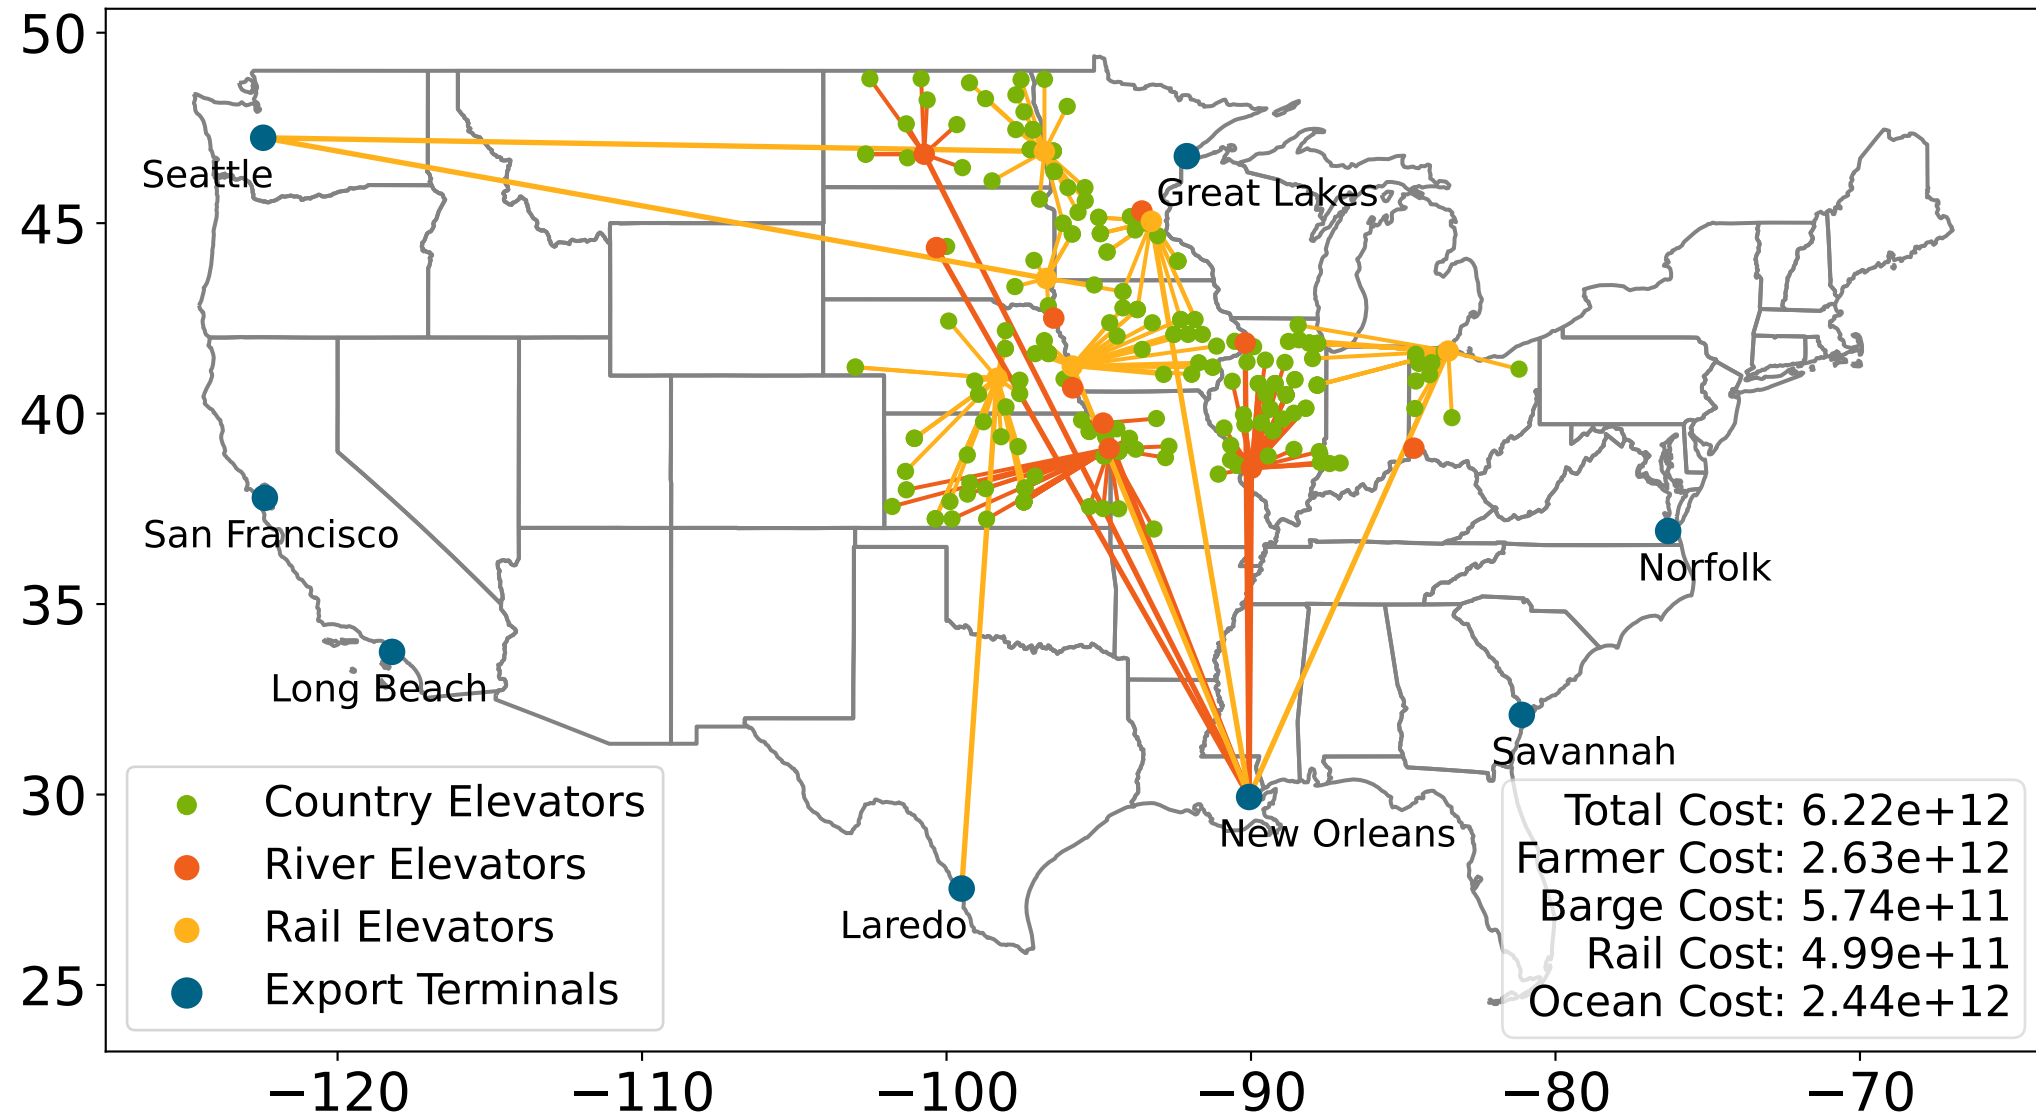 50
45
40
35
30
25
Seattle
Great Lakes
San Francisco
Norfolk
Long Beach
Savannah
New Orleans
Laredo
Country Elevators
River Elevators
Rail Elevators
Export Terminals
Total Cost: 6.22e+12
Farmer Cost: 2.63e+12
Barge Cost: 5.74e+11
Rail Cost: 4.99e+11
Ocean Cost: 2.44e+12
−120 −110 −100 −90 −80 −70